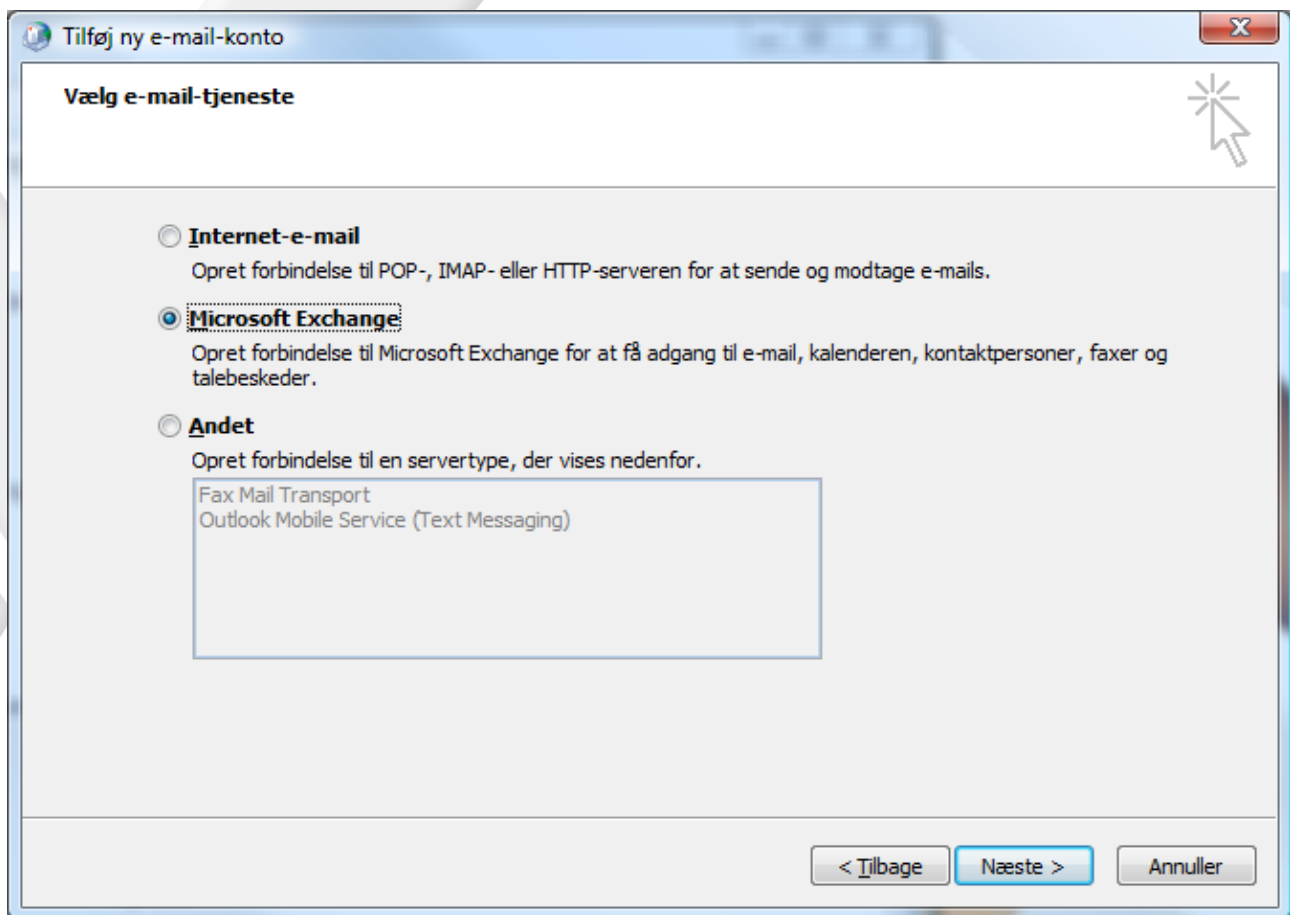 Tilføj ny e-mail-konto
Vælg e-mail-tjeneste
Internet-e-mail
Opret forbindelse til POP-, IMAP- eller HTTP-serveren for at sende og modtage e-mails.
Microsoft Exchange
Opret forbindelse til Microsoft Exchange for at få adgang til e-mail, kalenderen, kontaktpersoner, faxer og
talebeskeder.
Andet
Opret forbindelse til en servertype, der vises nedenfor.
Fax Mail Transport
Outlook Mobile Service (Text Messaging)
< Tilbage Næste > Annuller